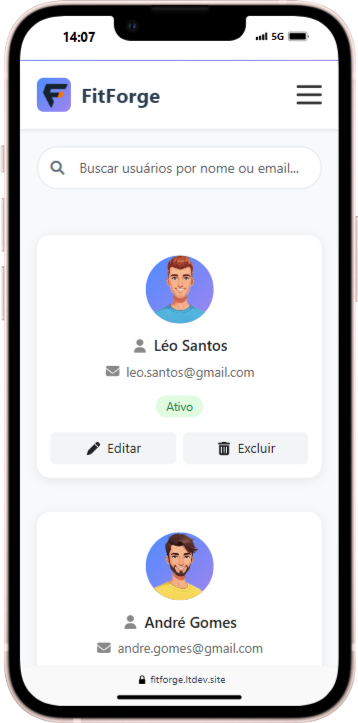 14:07
5G
FitForge
Buscar usuários por nome ou email...
Léo Santos
leo.santos@gmail.com
Ativo
Editar
Excluir
André Gomes
andre.gomes@gmail.com
fitforge.ltdev.site